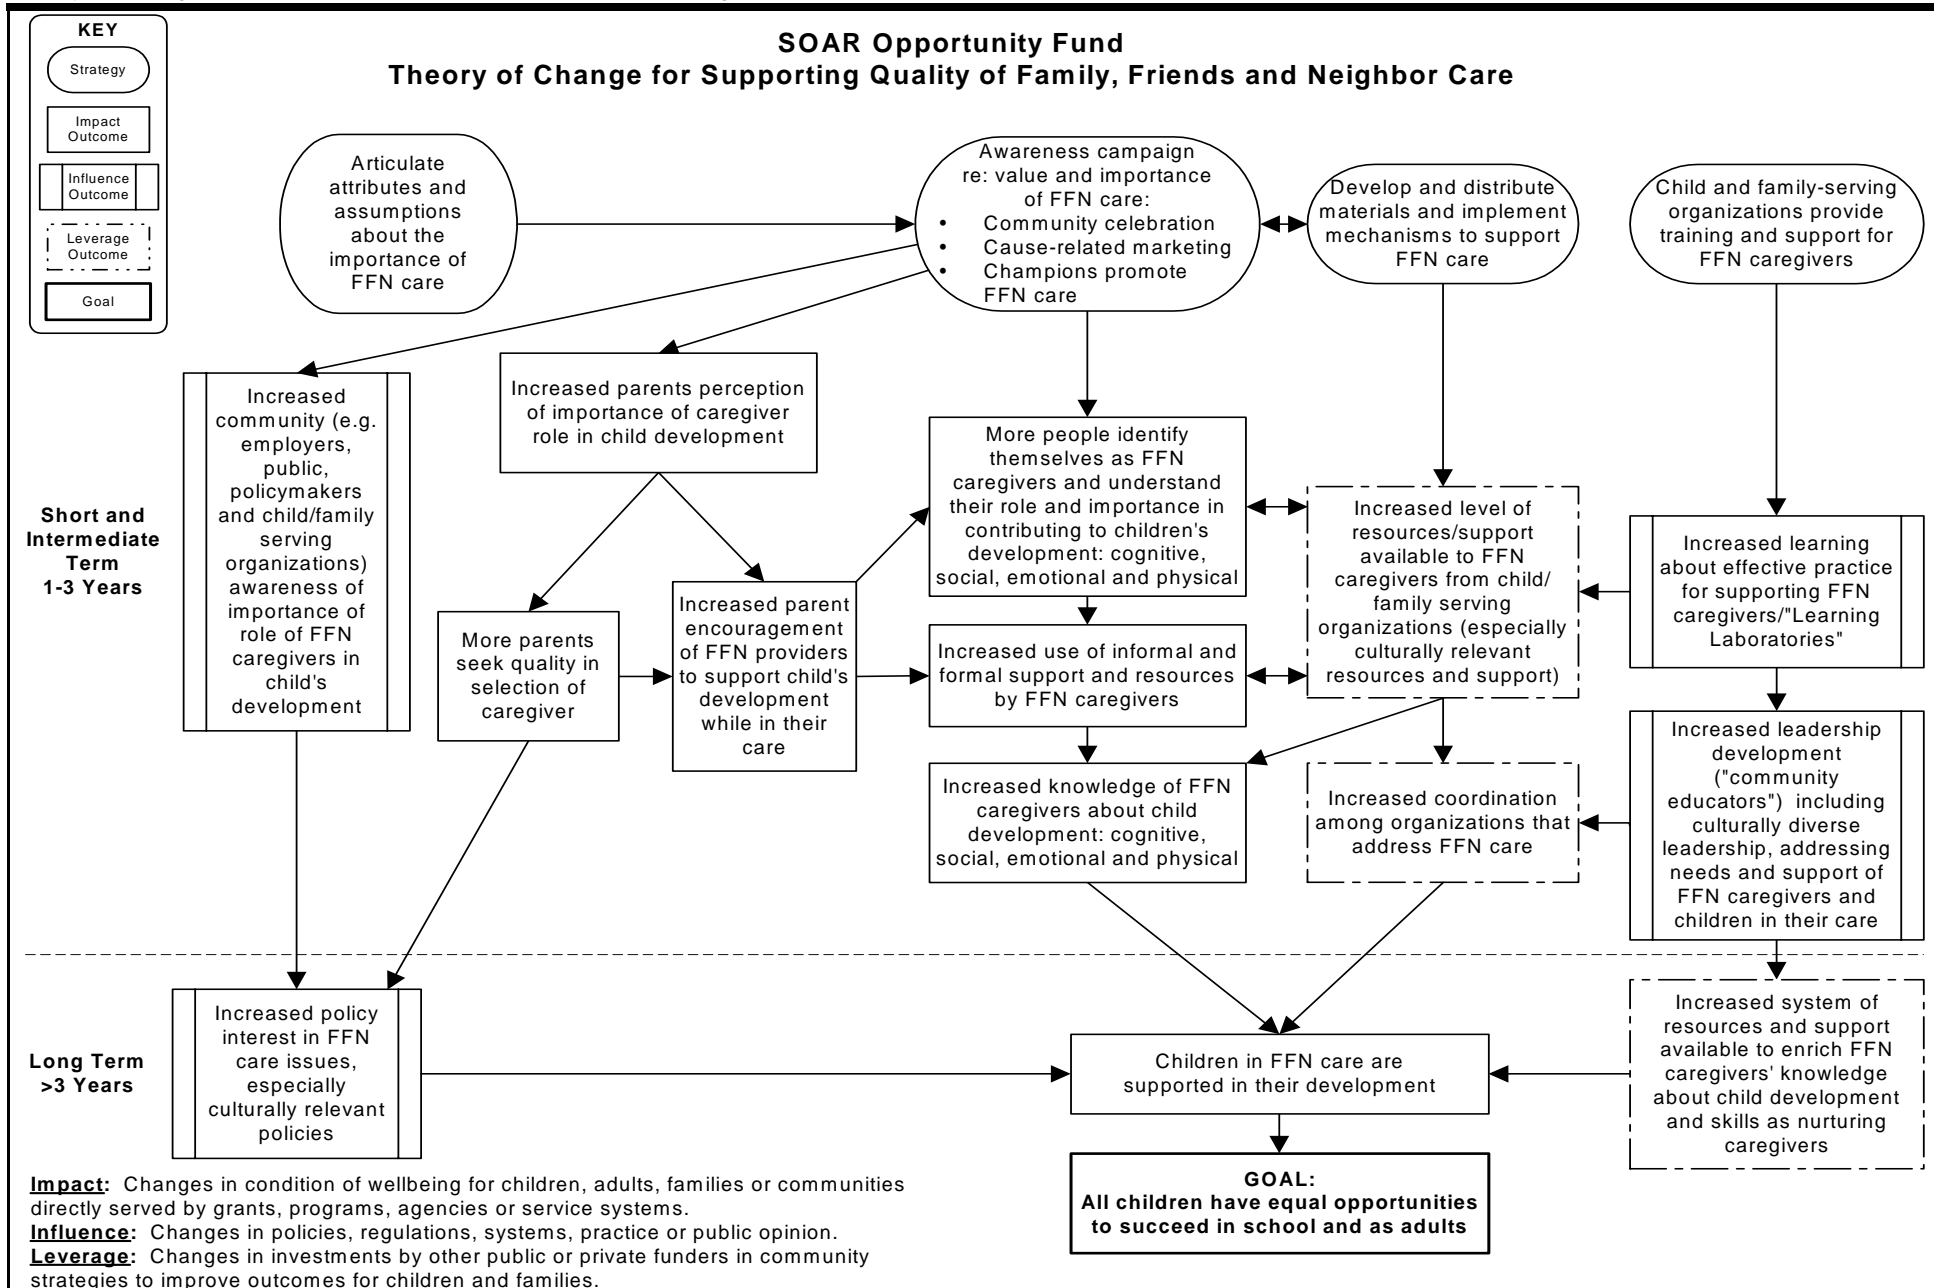 KEY
Strategy
Impact
Outcome
Influence
Outcome
Leverage
Outcome
Goal
SOAR Opportunity Fund
Theory of Change for Supporting Quality of Family, Friends and Neighbor Care
Articulate
attributes and
assumptions
about the
importance of
FFN care
Awareness campaign
re: value and importance
of FFN care:
• Community celebration
• Cause-related marketing
• Champions promote
FFN care
Develop and distribute
materials and implement
mechanisms to support
FFN care
Child and family-serving
organizations provide
training and support for
FFN caregivers
Short and
Intermediate
Term
1-3 Years
Increased
community (e.g.
employers,
public,
policymakers
and child/family
serving
organizations)
awareness of
importance of
role of FFN
caregivers in
child's
development
Increased parents perception
of importance of caregiver
role in child development
More parents
seek quality in
selection of
caregiver
Increased parent
encouragement
of FFN providers
to support child's
development
while in their
care
More people identify
themselves as FFN
caregivers and understand
their role and importance in
contributing to children's
development: cognitive,
social, emotional and physical
Increased use of informal and
formal support and resources
by FFN caregivers
Increased knowledge of FFN
caregivers about child
development: cognitive,
social, emotional and physical
Increased level of
resources/support
available to FFN
caregivers from child/
family serving
organizations (especially
culturally relevant
resources and support)
Increased coordination
among organizations that
address FFN care
Increased learning
about effective practice
for supporting FFN
caregivers/"Learning
Laboratories"
Increased leadership
development
("community
educators") including
culturally diverse
leadership, addressing
needs and support of
FFN caregivers and
children in their care
Long Term
>3 Years
Increased policy
interest in FFN
care issues,
especially
culturally relevant
policies
Children in FFN care are
supported in their development
Increased system of
resources and support
available to enrich FFN
caregivers' knowledge
about child development
and skills as nurturing
caregivers
GOAL:
All children have equal opportunities
to succeed in school and as adults
Impact: Changes in condition of wellbeing for children, adults, families or communities
directly served by grants, programs, agencies or service systems.
Influence: Changes in policies, regulations, systems, practice or public opinion.
Leverage: Changes in investments by other public or private funders in community
strategies to improve outcomes for children and families.